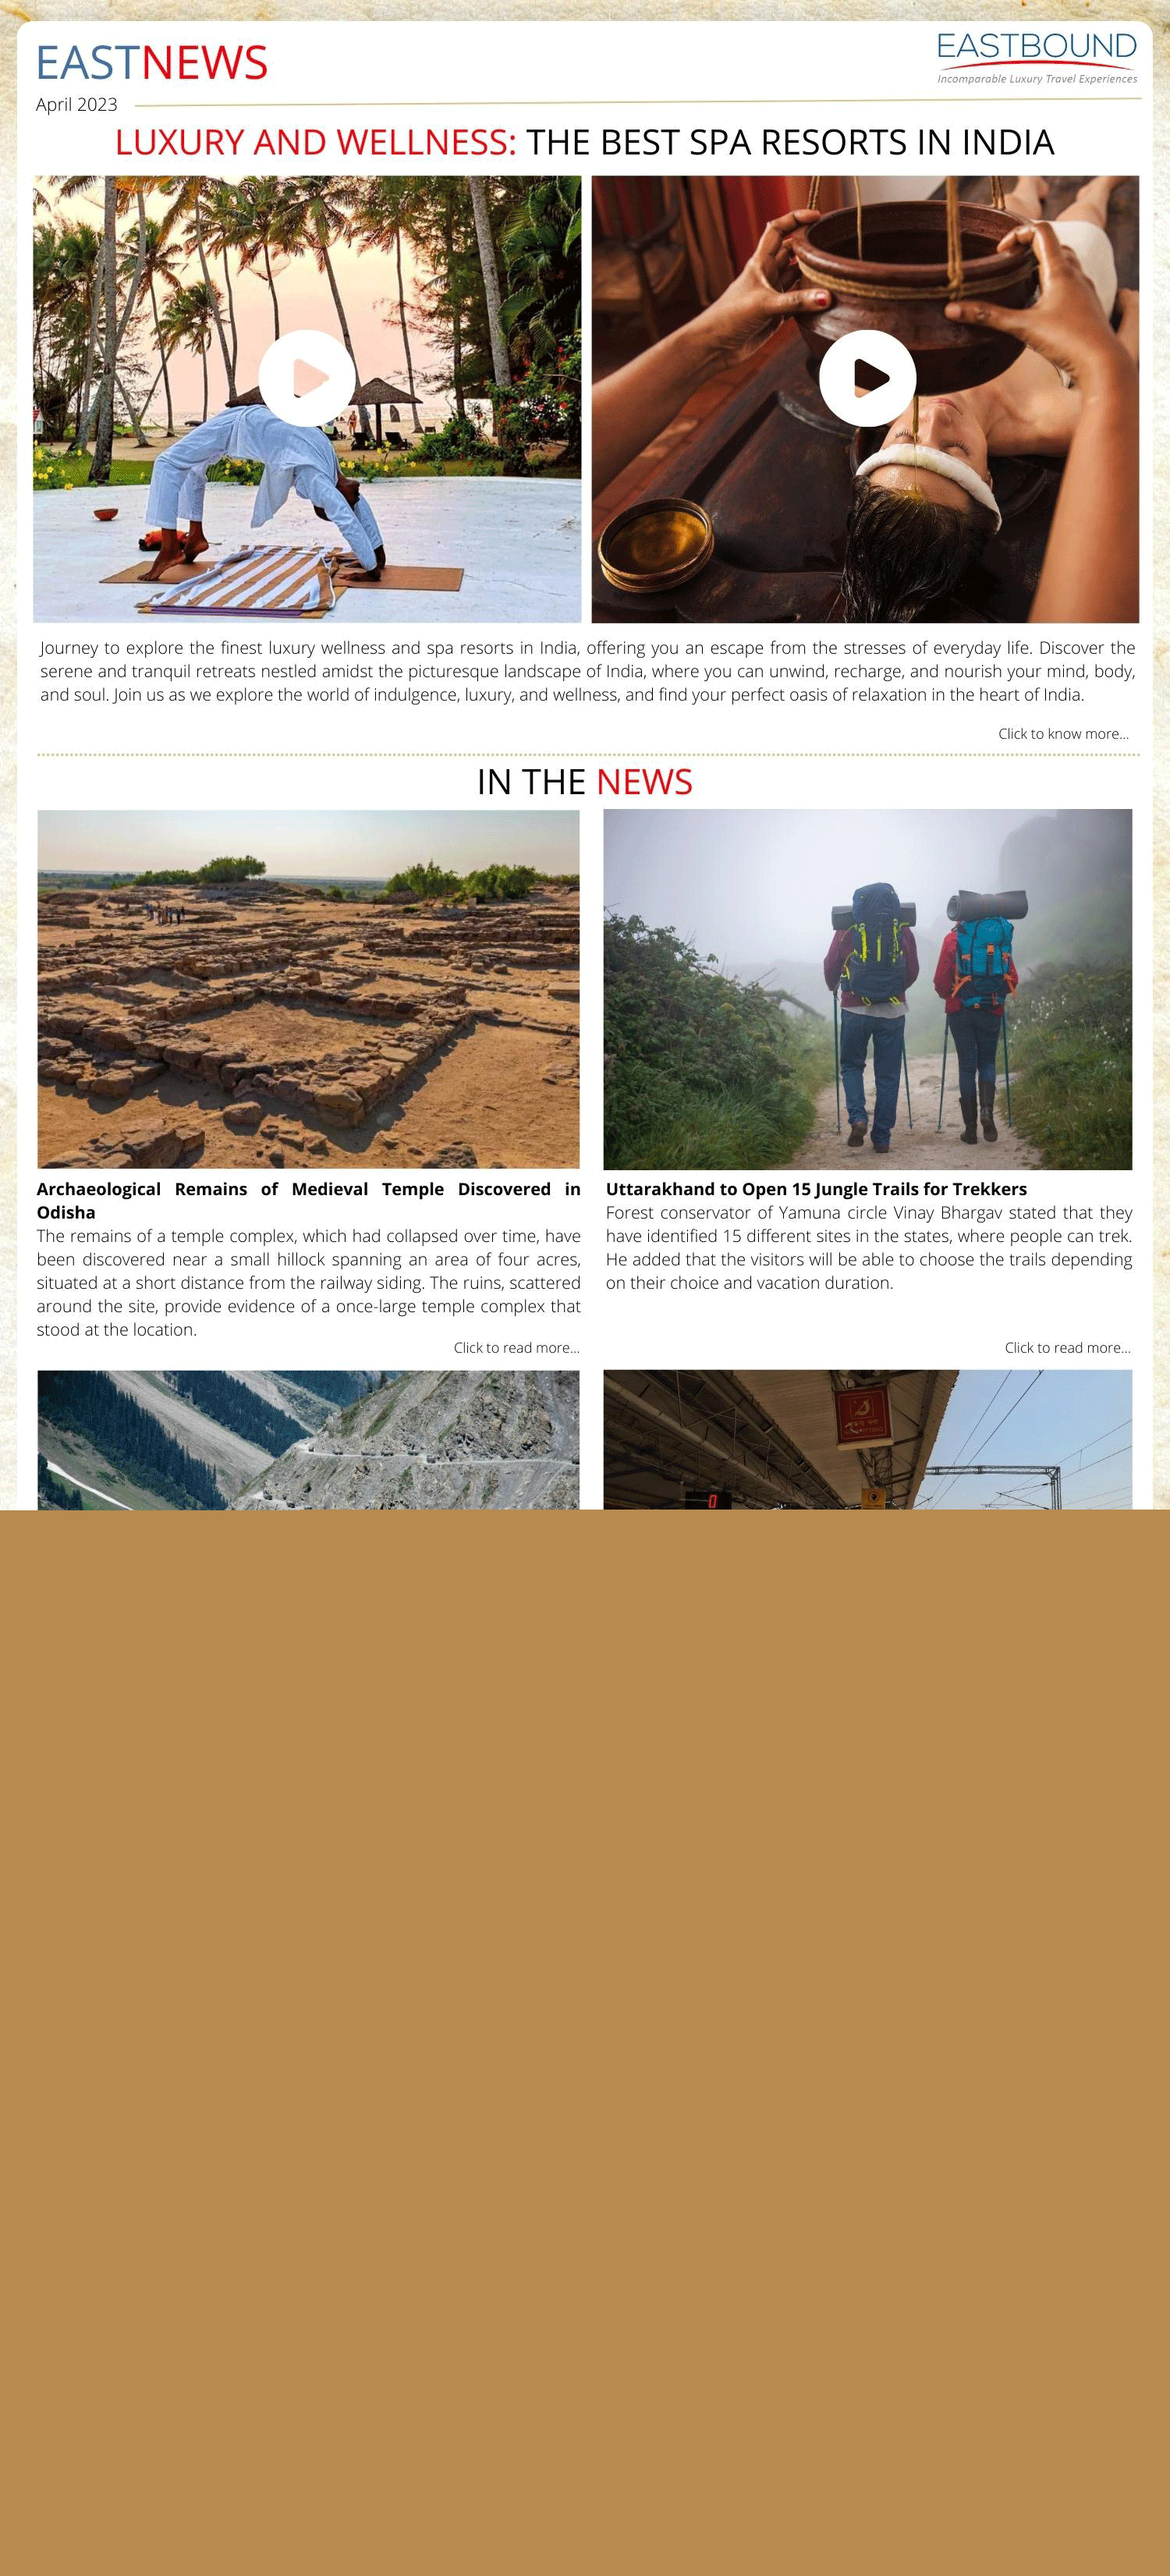 EASTNEWS
EASTBOUND
Incomparable Luxury Travel Experiences
April 2023
LUXURY AND WELLNESS: THE BEST SPA RESORTS IN INDIA
Journey to explore the finest luxury wellness and spa resorts in India, offering you an escape from the stresses of everyday life. Discover the
serene and tranquil retreats nestled amidst the picturesque landscape of India, where you can unwind, recharge, and nourish your mind, body,
and soul. Join us as we explore the world of indulgence, luxury, and wellness, and find your perfect oasis of relaxation in the heart of India.
Click to know more...
IN THE NEWS
Archaeological Remains of Medieval Temple Discovered in
Odisha
The remains of a temple complex, which had collapsed over time, have
been discovered near a small hillock spanning an area of four acres,
situated at a short distance from the railway siding. The ruins, scattered
around the site, provide evidence of a once-large temple complex that
stood at the location.
Click to read more...
Uttarakhand to Open 15 Jungle Trails for Trekkers
Forest conservator of Yamuna circle Vinay Bhargav stated that they
have identified 15 different sites in the states, where people can trek.
He added that the visitors will be able to choose the trails depending
on their choice and vacation duration.
Click to read more...
0